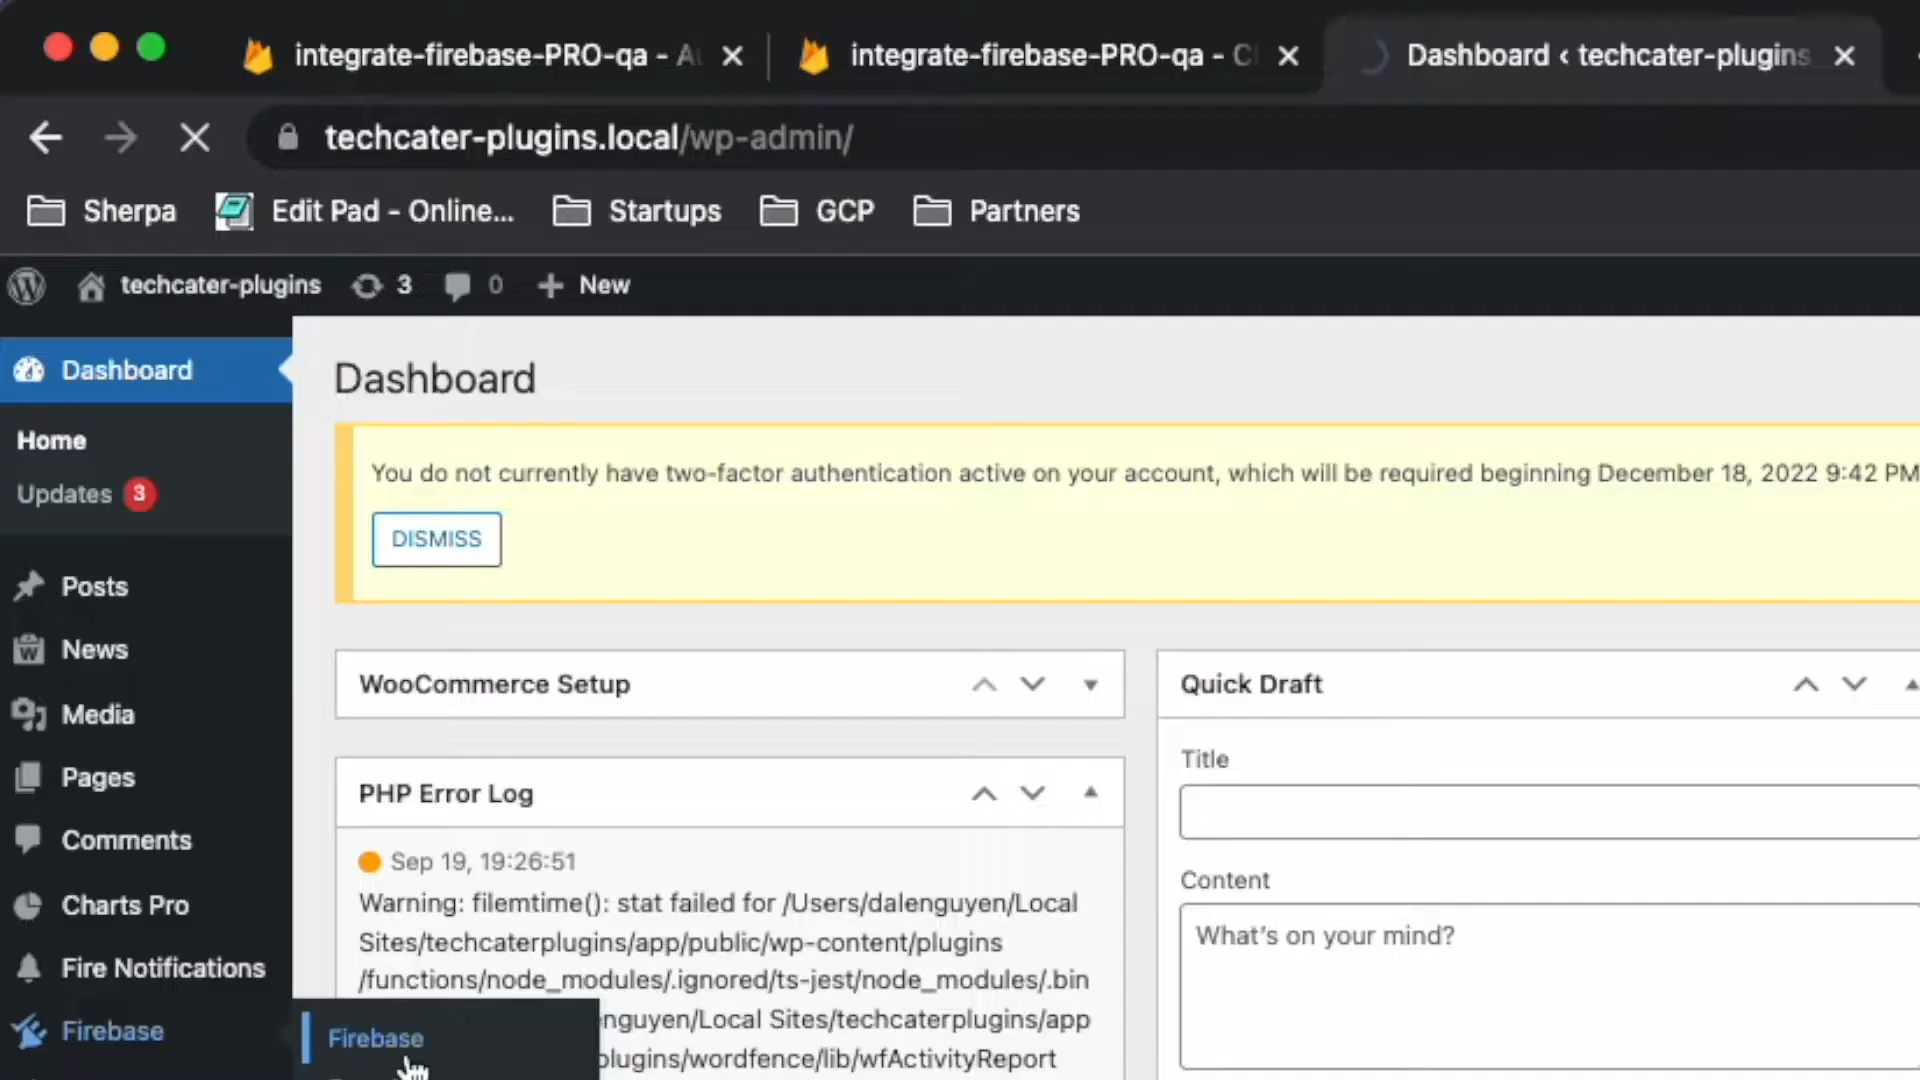 integrate-firebase-PRO-qa - A
integrate-firebase-PRO-qa - C
Dashboard ‹ techcater-plugins
techcater-plugins.local/wp-admin/
Sherpa
Edit Pad - Online...
Startups
GCP
Partners
techcater-plugins
3
0
New
Dashboard
Home
Updates 3
Posts
News
Media
Pages
Comments
Charts Pro
Fire Notifications
Firebase
Firebase
Dashboard
You do not currently have two-factor authentication active on your account, which will be required beginning December 18, 2022 9:42 PM
DISMISS
WooCommerce Setup
PHP Error Log
Sep 19, 19:26:51
Warning: filemtime(): stat failed for /Users/dalenguyen/Local
Sites/techcaterplugins/app/public/wp-content/plugins
/functions/node_modules/.ignored/ts-jest/node_modules/.bin
nguyen/Local Sites/techcaterplugins/app
plugins/wordfence/lib/wfActivityReport
Quick Draft
Title
Content
What's on your mind?